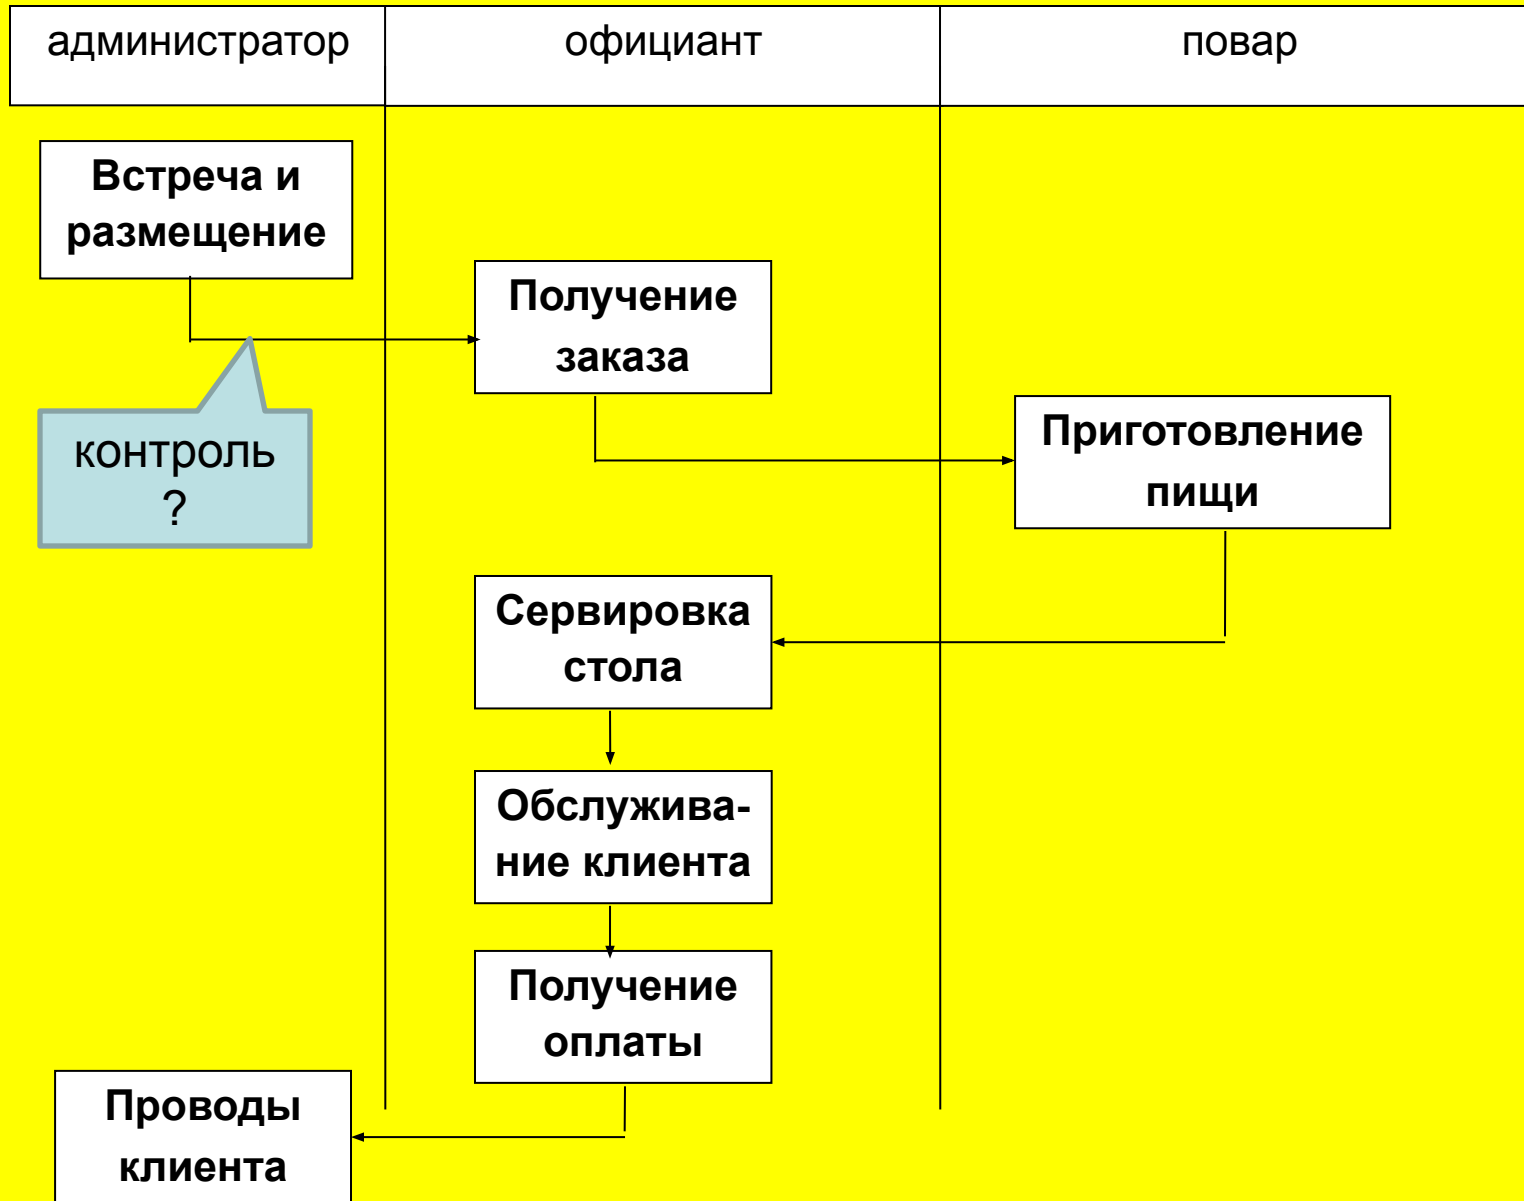 администратор
официант
повар
Встреча и
размещение
Получение
заказа
контроль
?
Приготовление
пищи
Сервировка
стола
Обслужива-
ние клиента
Получение
оплаты
Проводы
клиента